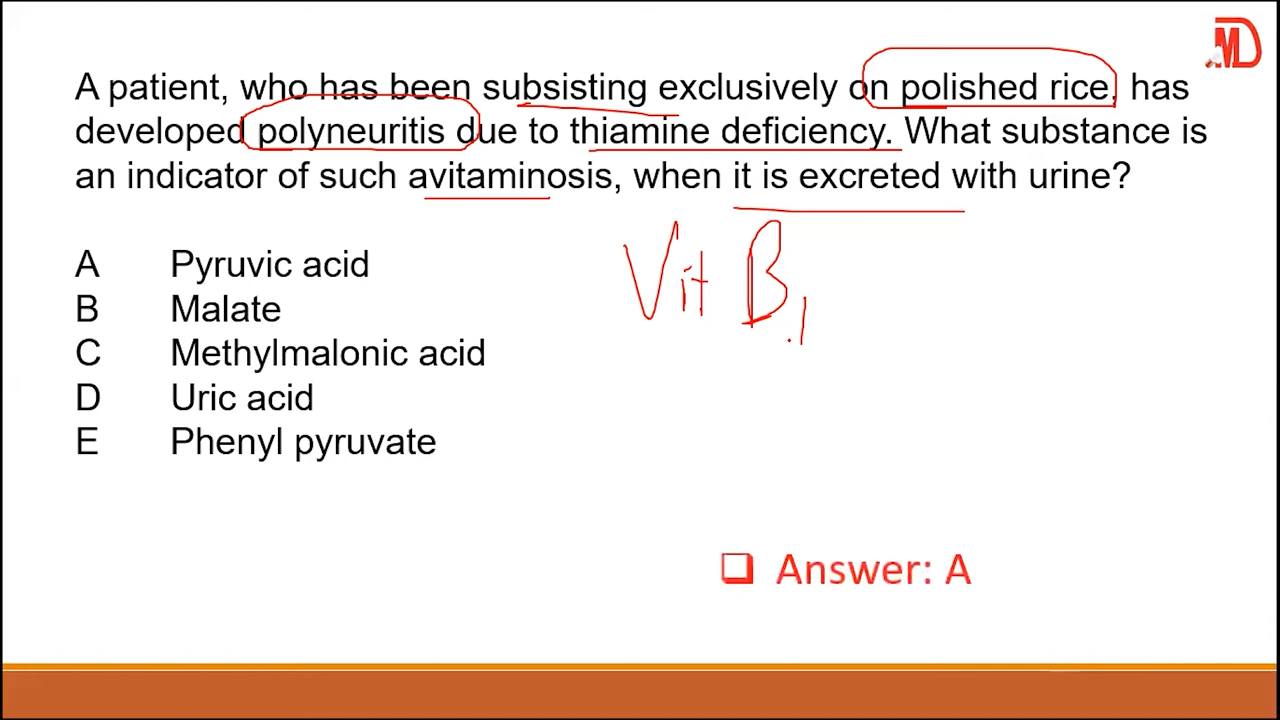 MD
A patient, who has been subsisting exclusively on polished rice, has
developed polyneuritis due to thiamine deficiency. What substance is
an indicator of such avitaminosis, when it is excreted with urine?
Vit B1
A Pyruvic acid
B Malate
C Methylmalonic acid
D Uric acid
E Phenyl pyruvate
Answer: A